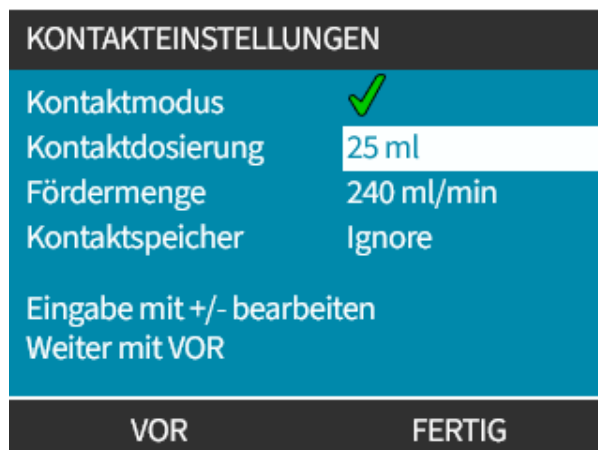 KONTAKTEINSTELLUNGEN
Kontaktmodus
Kontaktdosierung 25 ml
Fördermenge 240 ml/min
Kontaktspeicher Ignore
Eingabe mit +/- bearbeiten
Weiter mit VOR
VOR FERTIG